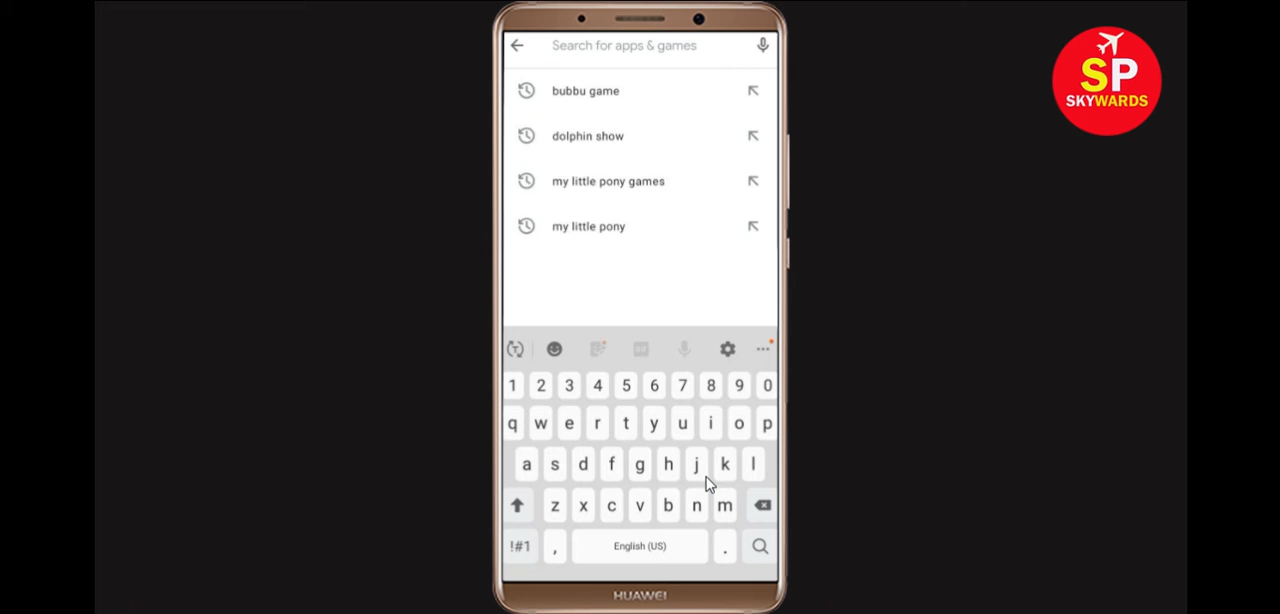 Search for apps & games
SP
SKYWARDS
bubbu game
dolphin show
my little pony games
my little pony
1 2 3 4 5 6 7 8 9 0
q w e r t y u i o p
a s d f g h j k l
z x c v b n m
!#1 , English (US) .
HUAWEI